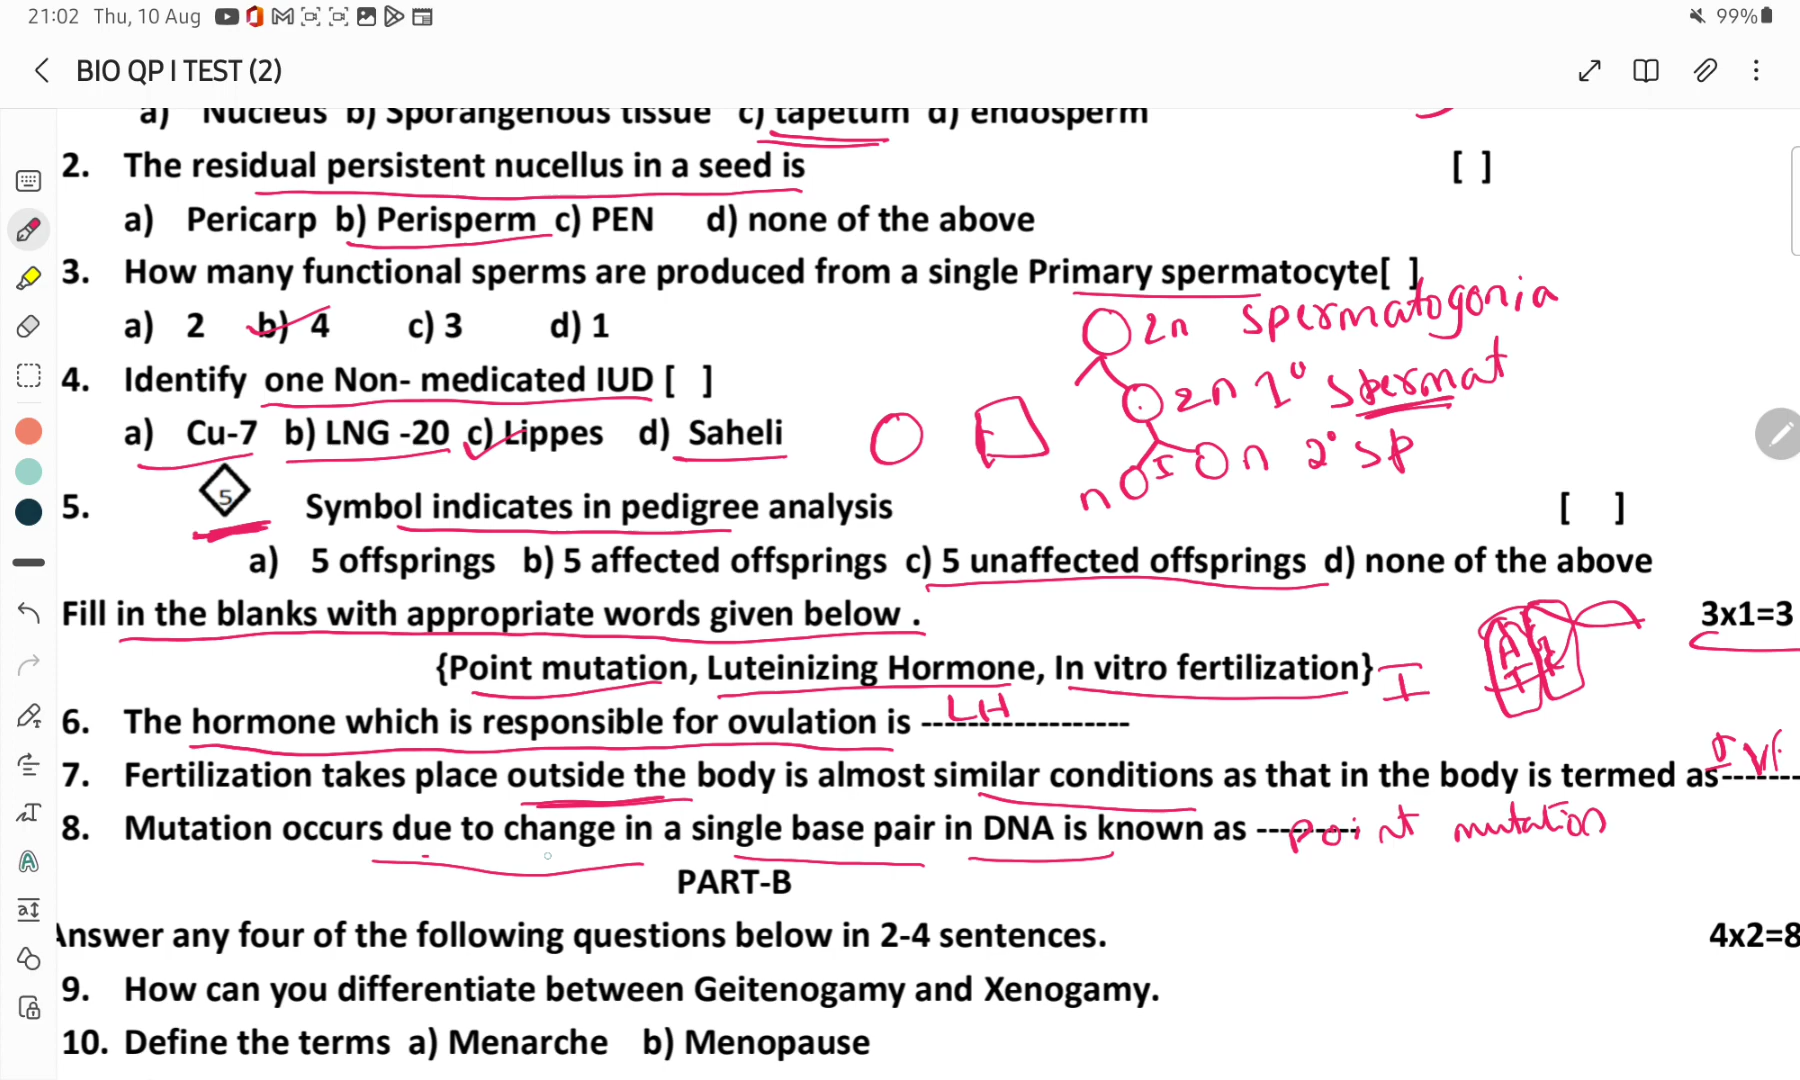 21:02 Thu, 10 Aug
99%
BIO QP I TEST (2)
a) Nucleus b) Sporangenous tissue c) tapetum d) endosperm
2. The residual persistent nucellus in a seed is [ ]
a) Pericarp b) Perisperm c) PEN d) none of the above
3. How many functional sperms are produced from a single Primary spermatocyte[ ]
2n spermatogonia
a) 2 b) 4 c) 3 d) 1
4. Identify one Non- medicated IUD [ ]
2n 1° spermat
a) Cu-7 b) LNG -20 c) Lippes d) Saheli
n 2° sp
n I
5. 5 Symbol indicates in pedigree analysis [ ]
a) 5 offsprings b) 5 affected offsprings c) 5 unaffected offsprings d) none of the above
Fill in the blanks with appropriate words given below . 3x1=3
{Point mutation, Luteinizing Hormone, In vitro fertilization}
I
A
T
LH
6. The hormone which is responsible for ovulation is ------------------
IVF
7. Fertilization takes place outside the body is almost similar conditions as that in the body is termed as-------
8. Mutation occurs due to change in a single base pair in DNA is known as ---------
point mutation
PART-B
Answer any four of the following questions below in 2-4 sentences. 4x2=8
9. How can you differentiate between Geitenogamy and Xenogamy.
10. Define the terms a) Menarche b) Menopause